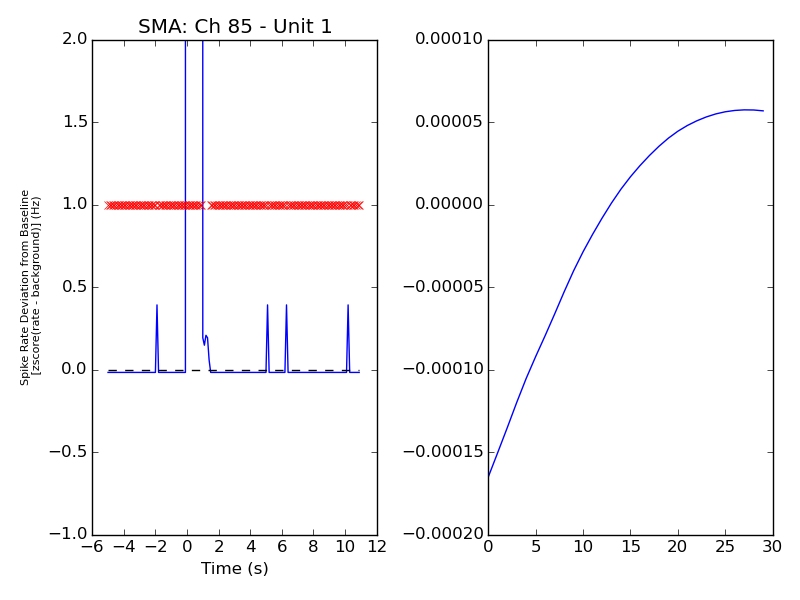 SMA: Ch 85 - Unit 1
2.0
1.5
1.0
0.5
0.0
−0.5
−1.0
Spike Rate Deviation from Baseline
[zscore(rate - background)] (Hz)
−6 −4 −2 0 2 4 6 8 10 12
Time (s)
0.00010
0.00005
0.00000
−0.00005
−0.00010
−0.00015
−0.00020
0 5 10 15 20 25 30